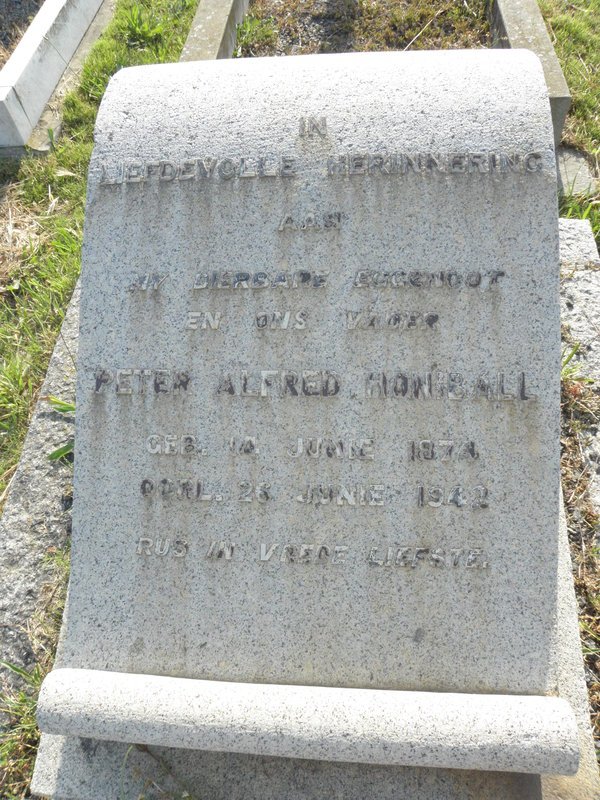 IN
LIEFDEVOLLE HERINNERING
AAN
MY DIERBARE EGGENOOT
EN ONS VADER
PETER ALFRED HONIBALL
GEB. 14 JUNIE 1874
OORL. 25 JUNIE 1942
RUS IN VREDE LIEFSTE.